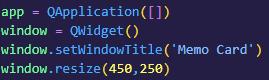 app = QApplication([])
window = QWidget()
window.setWindowTitle('Memo Card')
window.resize(450,250)